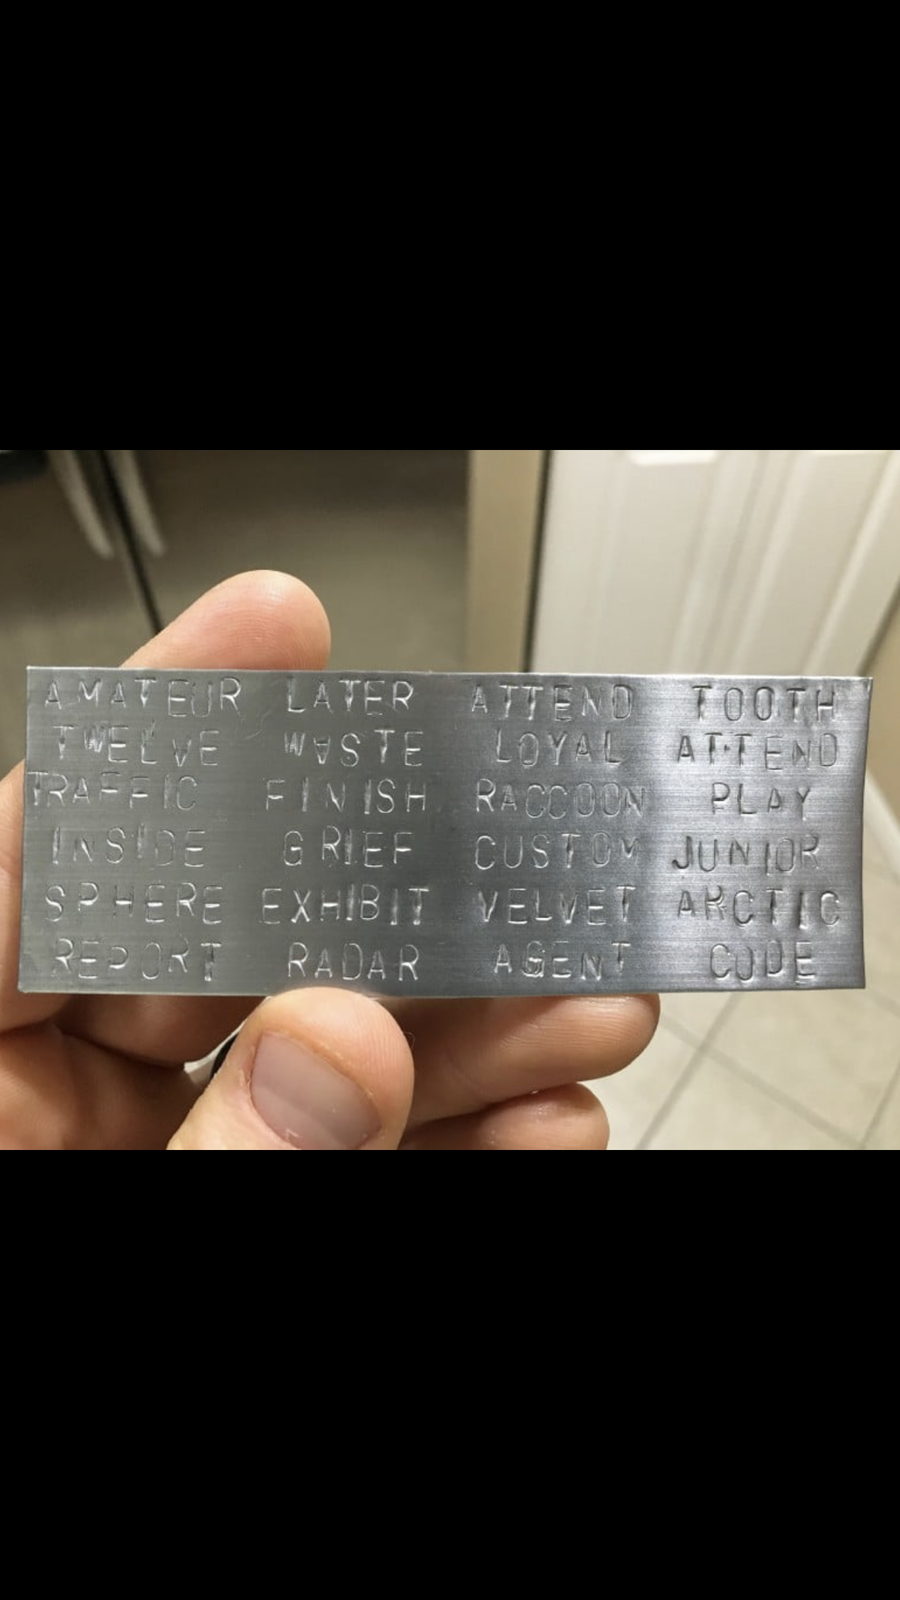 AMATEUR LATER ATTEND TOOTH
TWELVE WASTE LOYAL ATTEND
TRAFFIC FINISH RACCOON PLAY
INSIDE GRIEF CUSTOM JUNIOR
SPHERE EXHIBIT VELVET ARCTIC
REPORT RADAR AGENT CODE